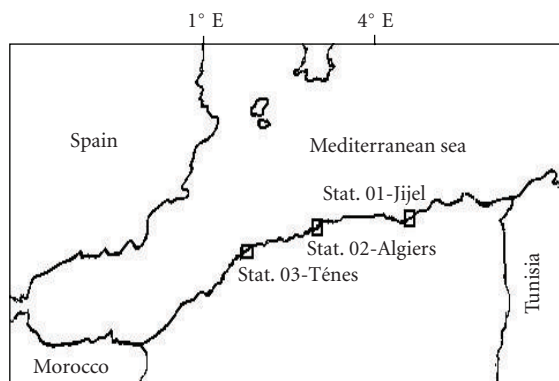 1° E
4° E
Spain
Mediterranean sea
Stat. 01-Jijel
Stat. 02-Algiers
Stat. 03-Ténes
Tunisia
Morocco